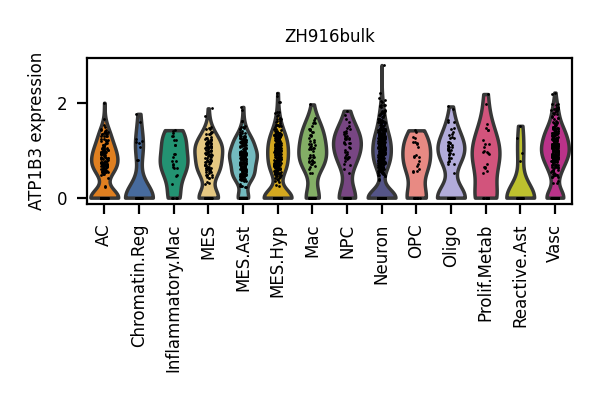 ZH916bulk
ATP1B3 expression
2
0
AC
Chromatin.Reg
Inflammatory.Mac
MES
MES.Ast
MES.Hyp
Mac
NPC
Neuron
OPC
Oligo
Prolif.Metab
Reactive.Ast
Vasc